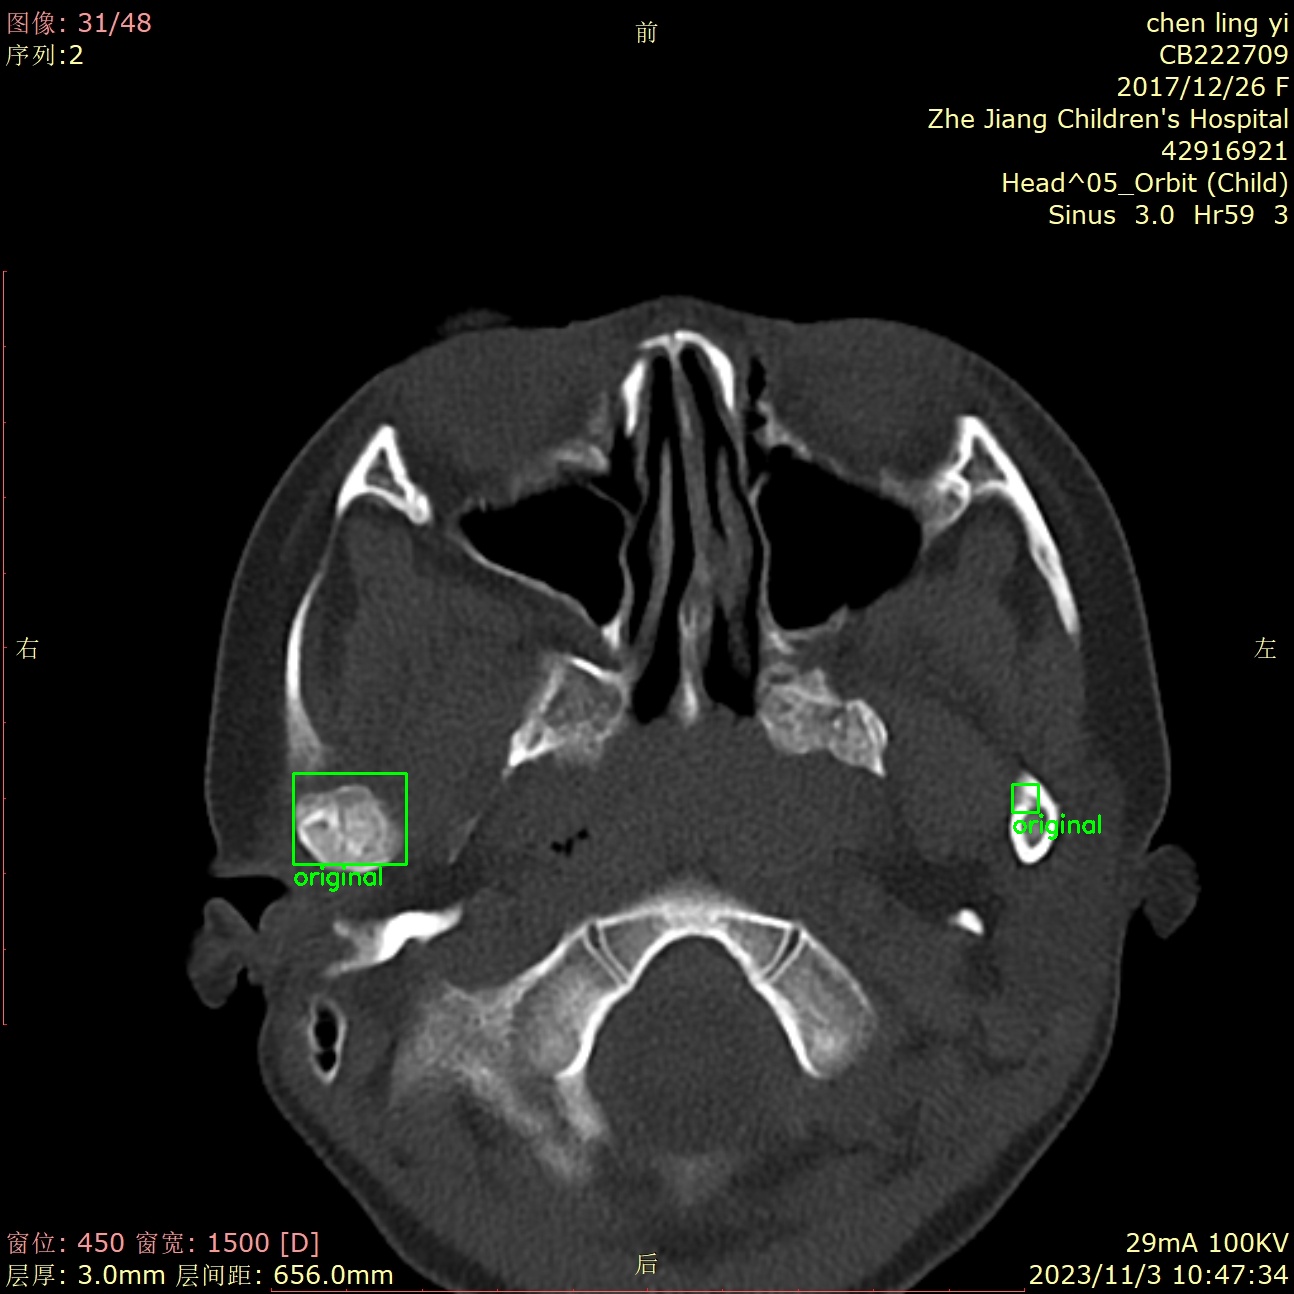 图像: 31/48
序列:2
前
chen ling yi
CB222709
2017/12/26 F
Zhe Jiang Children's Hospital
42916921
Head^05_Orbit (Child)
Sinus 3.0 Hr59 3
右
左
original
original
窗位: 450 窗宽: 1500 [D]
层厚: 3.0mm 层间距: 656.0mm
后
29mA 100KV
2023/11/3 10:47:34